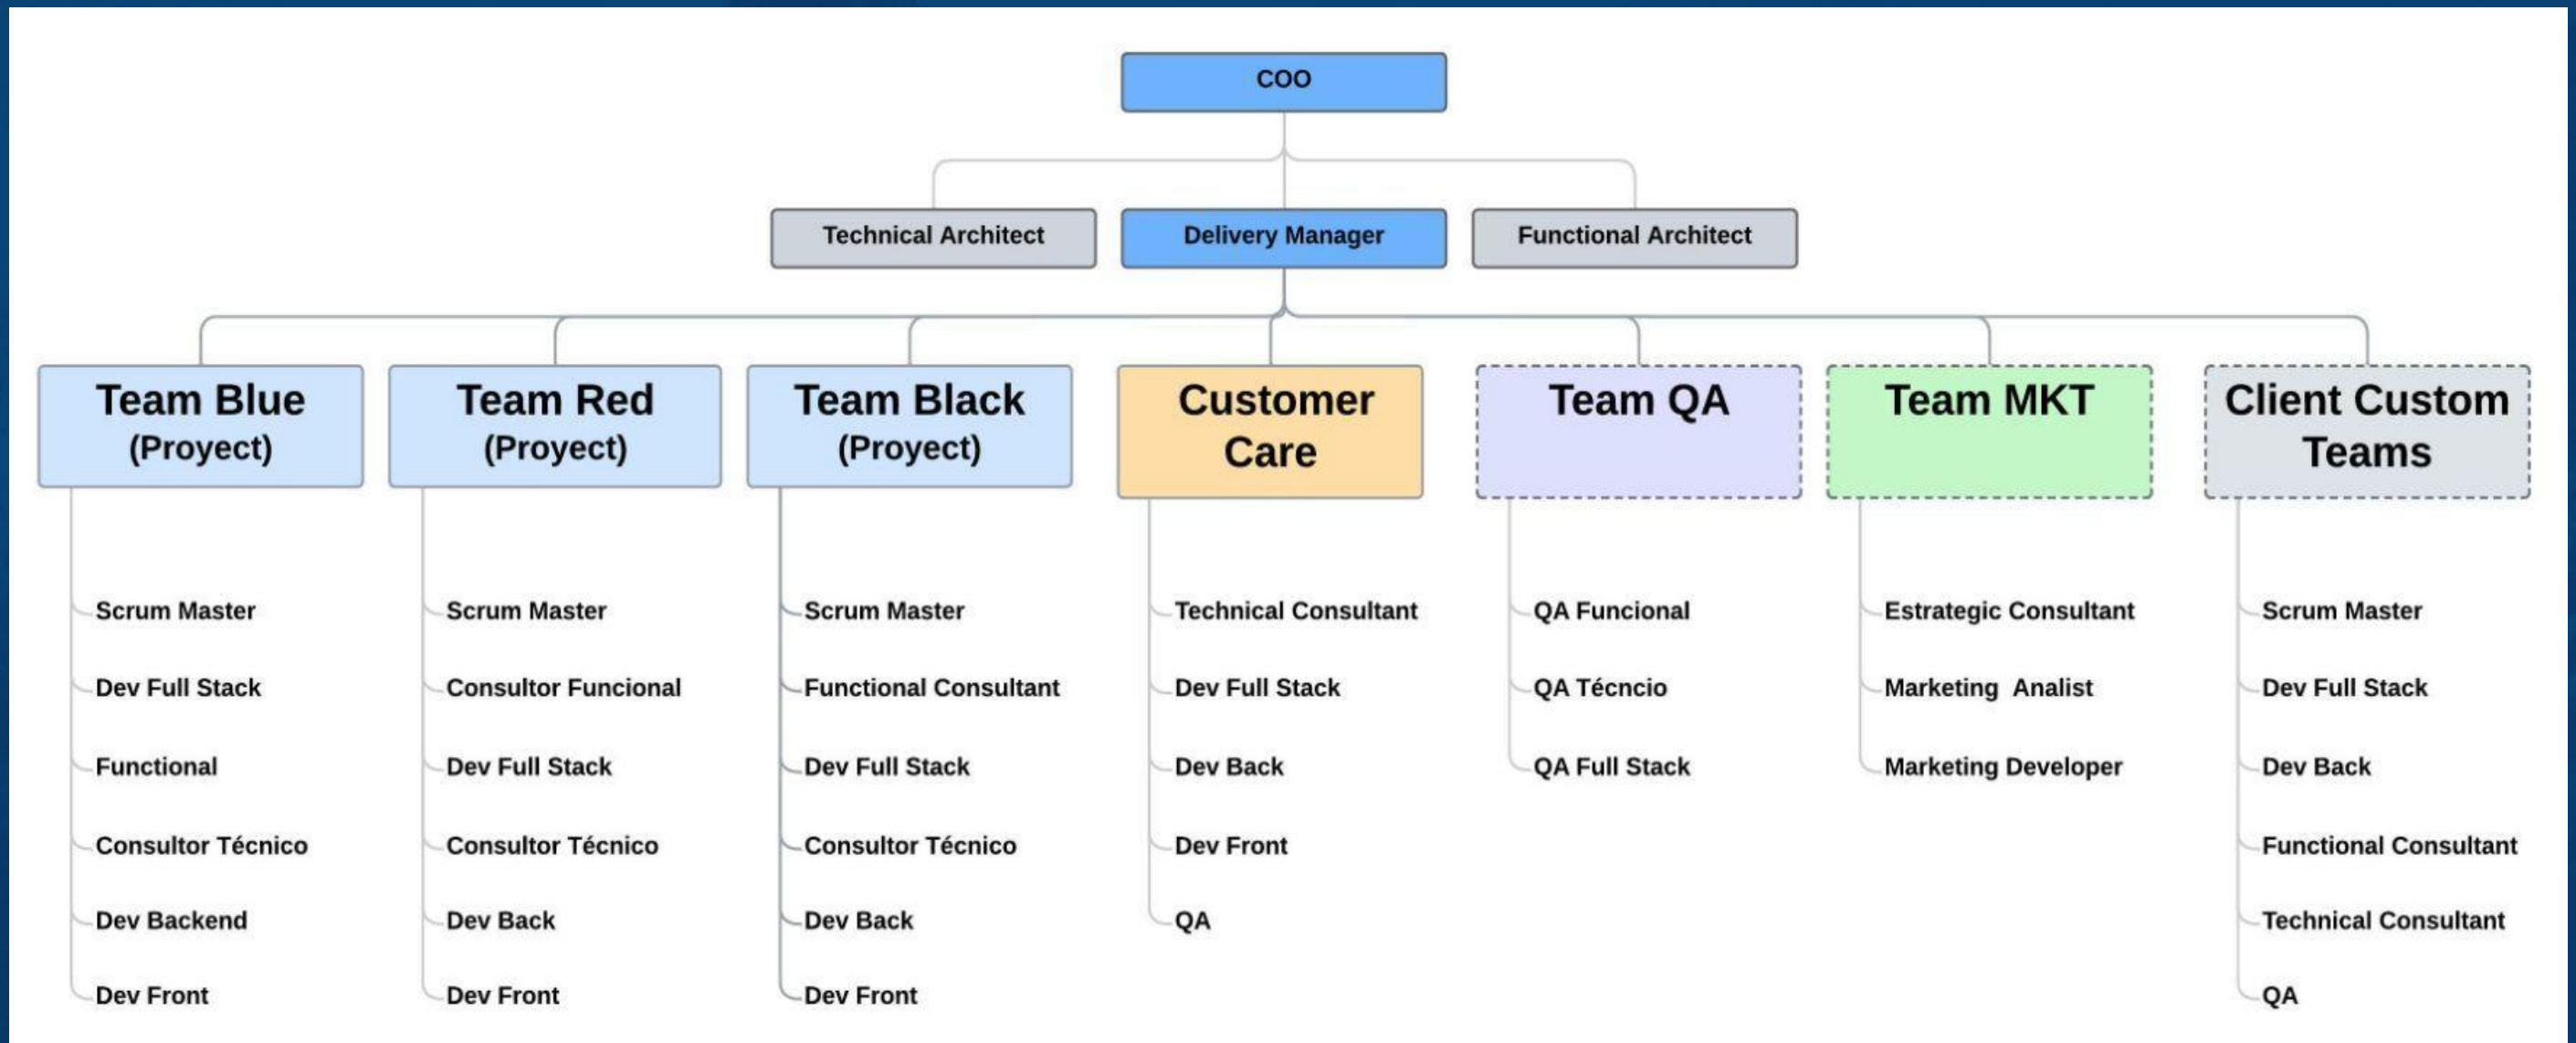 COO
Technical Architect
Delivery Manager
Functional Architect
Team Blue
(Proyect)
Scrum Master
Dev Full Stack
Functional
Consultor Técnico
Dev Backend
Dev Front
Team Red
(Proyect)
Scrum Master
Consultor Funcional
Dev Full Stack
Consultor Técnico
Dev Back
Dev Front
Team Black
(Proyect)
Scrum Master
Functional Consultant
Dev Full Stack
Consultor Técnico
Dev Back
Dev Front
Customer
Care
Technical Consultant
Dev Full Stack
Dev Back
Dev Front
QA
Team QA
QA Funcional
QA Técncio
QA Full Stack
Team MKT
Estrategic Consultant
Marketing Analist
Marketing Developer
Client Custom
Teams
Scrum Master
Dev Full Stack
Dev Back
Functional Consultant
Technical Consultant
QA